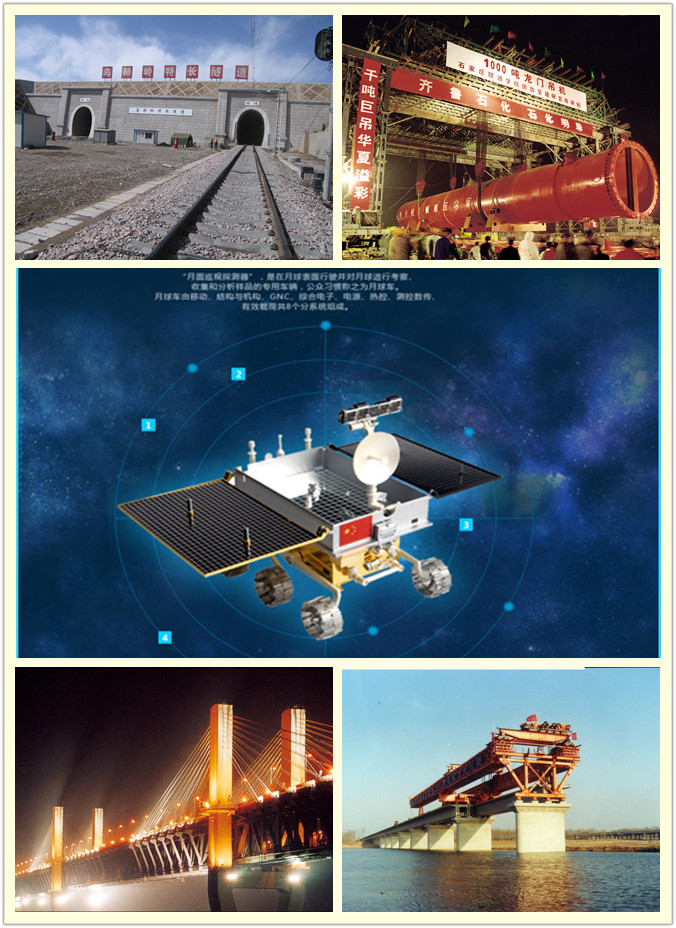 乌鞘岭特长隧道
1000吨龙门吊机
齐鲁石化石化明珠
千吨巨吊华夏溢彩
“月面巡视探测器”，是在月球表面行驶并对月球进行考察、
收集和分析样品的专用车辆，公众习惯称之为月球车。
月球车由移动、结构与机构、GNC、综合电子、电源、热控、测控数传、
有效载荷共8个分系统组成。
2
1
3
4